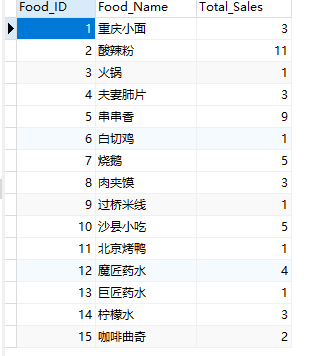 Food_ID Food_Name Total_Sales
1 重庆小面 3
2 酸辣粉 11
3 火锅 1
4 夫妻肺片 3
5 串串香 9
6 白切鸡 1
7 烧鹅 5
8 肉夹馍 3
9 过桥米线 1
10 沙县小吃 5
11 北京烤鸭 1
12 魔匠药水 4
13 巨匠药水 1
14 柠檬水 3
15 咖啡曲奇 2